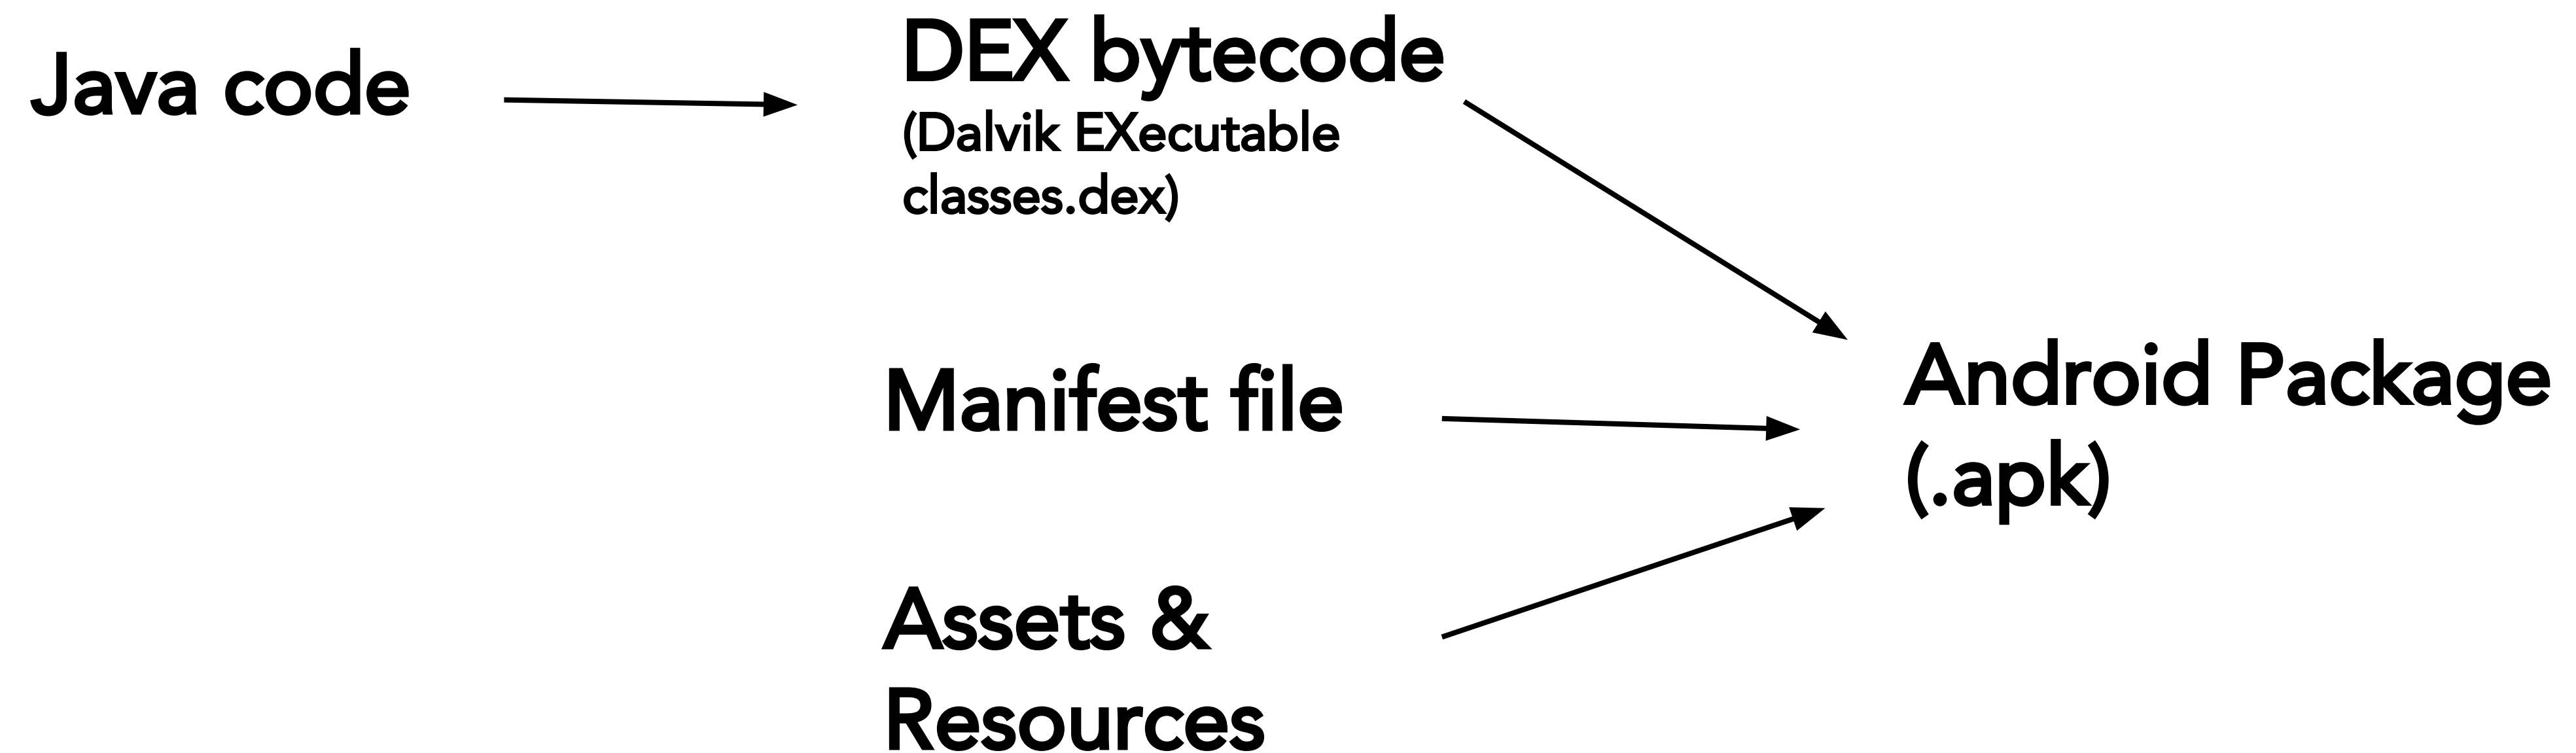 Java code
DEX bytecode
(Dalvik EXecutable
classes.dex)
Manifest file
Assets &
Resources
Android Package
(.apk)